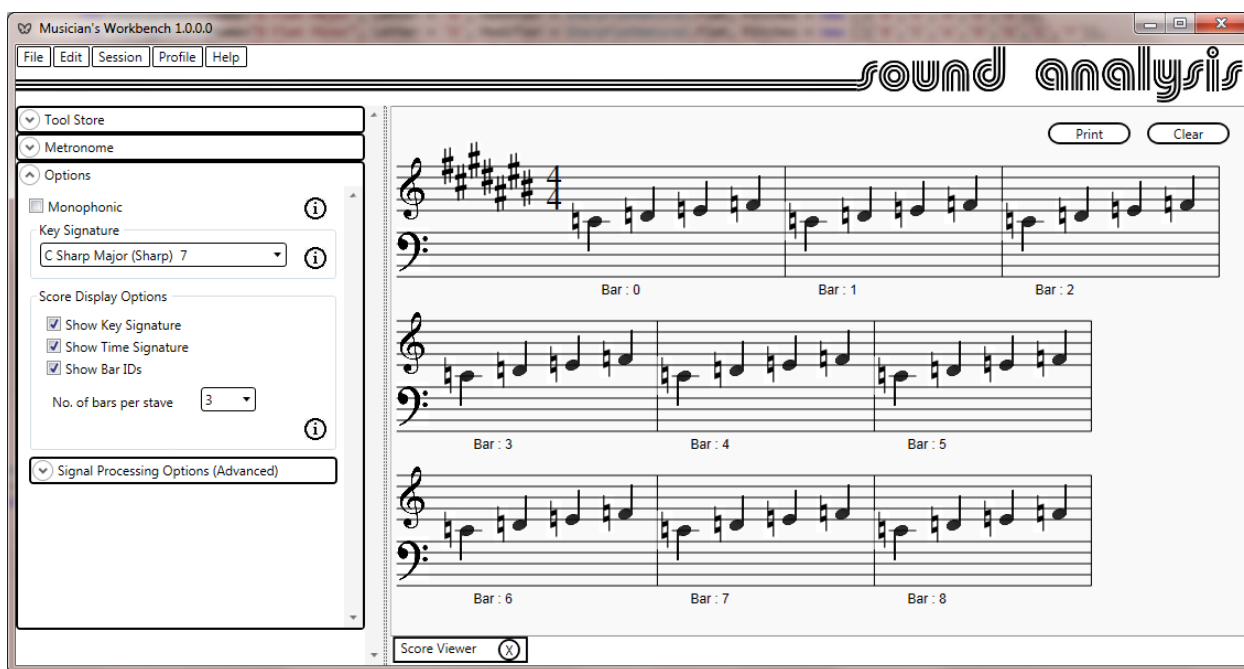 Musician's Workbench 1.0.0.0
File Edit Session Profile Help
sound analysis
Tool Store
Metronome
Options
Monophonic
Key Signature
C Sharp Major (Sharp) 7
Score Display Options
Show Key Signature
Show Time Signature
Show Bar IDs
No. of bars per stave 3
Signal Processing Options (Advanced)
Print Clear
4
4
Bar : 0 Bar : 1 Bar : 2
Bar : 3 Bar : 4 Bar : 5
Bar : 6 Bar : 7 Bar : 8
Score Viewer X